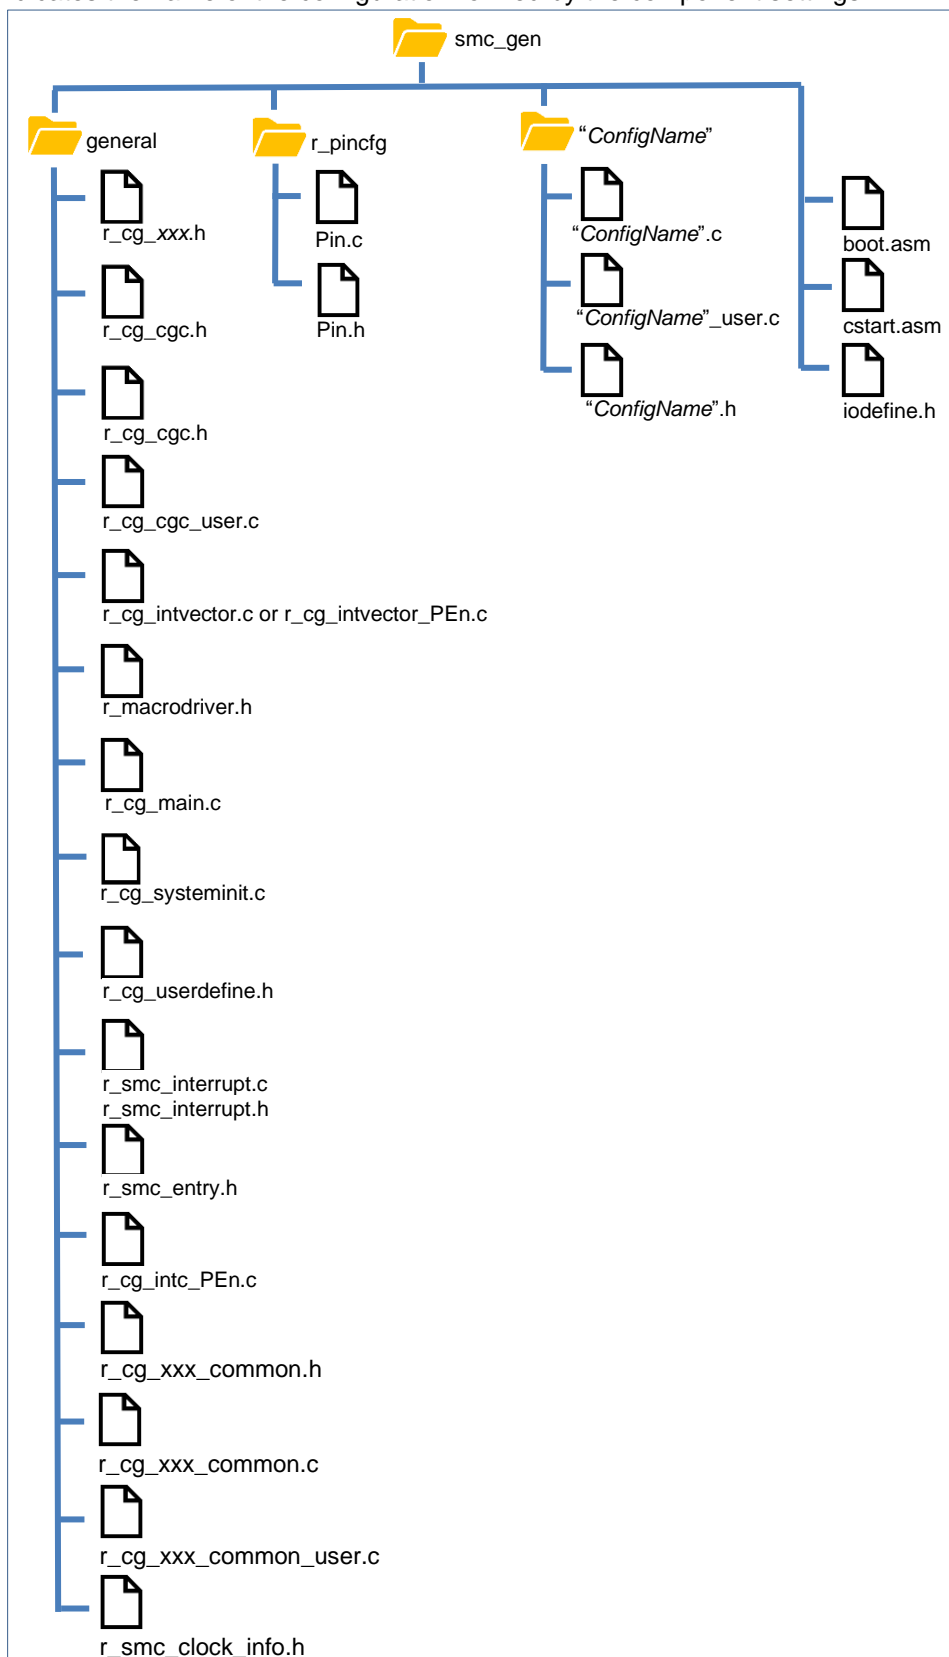 smc_gen
general
r_cg_xxx.h
r_cg_cgc.h
r_cg_cgc.h
r_cg_cgc_user.c
r_cg_intvector.c or r_cg_intvector_PEn.c
r_macrodriver.h
r_cg_main.c
r_cg_systeminit.c
r_cg_userdefine.h
r_smc_interrupt.c
r_smc_interrupt.h
r_smc_entry.h
r_cg_intc_PEn.c
r_cg_xxx_common.h
r_cg_xxx_common.c
r_cg_xxx_common_user.c
r_smc_clock_info.h
r_pincfg
Pin.c
Pin.h
“ConfigName”
“ConfigName”.c
“ConfigName”_user.c
“ConfigName”.h
boot.asm
cstart.asm
iodefine.h